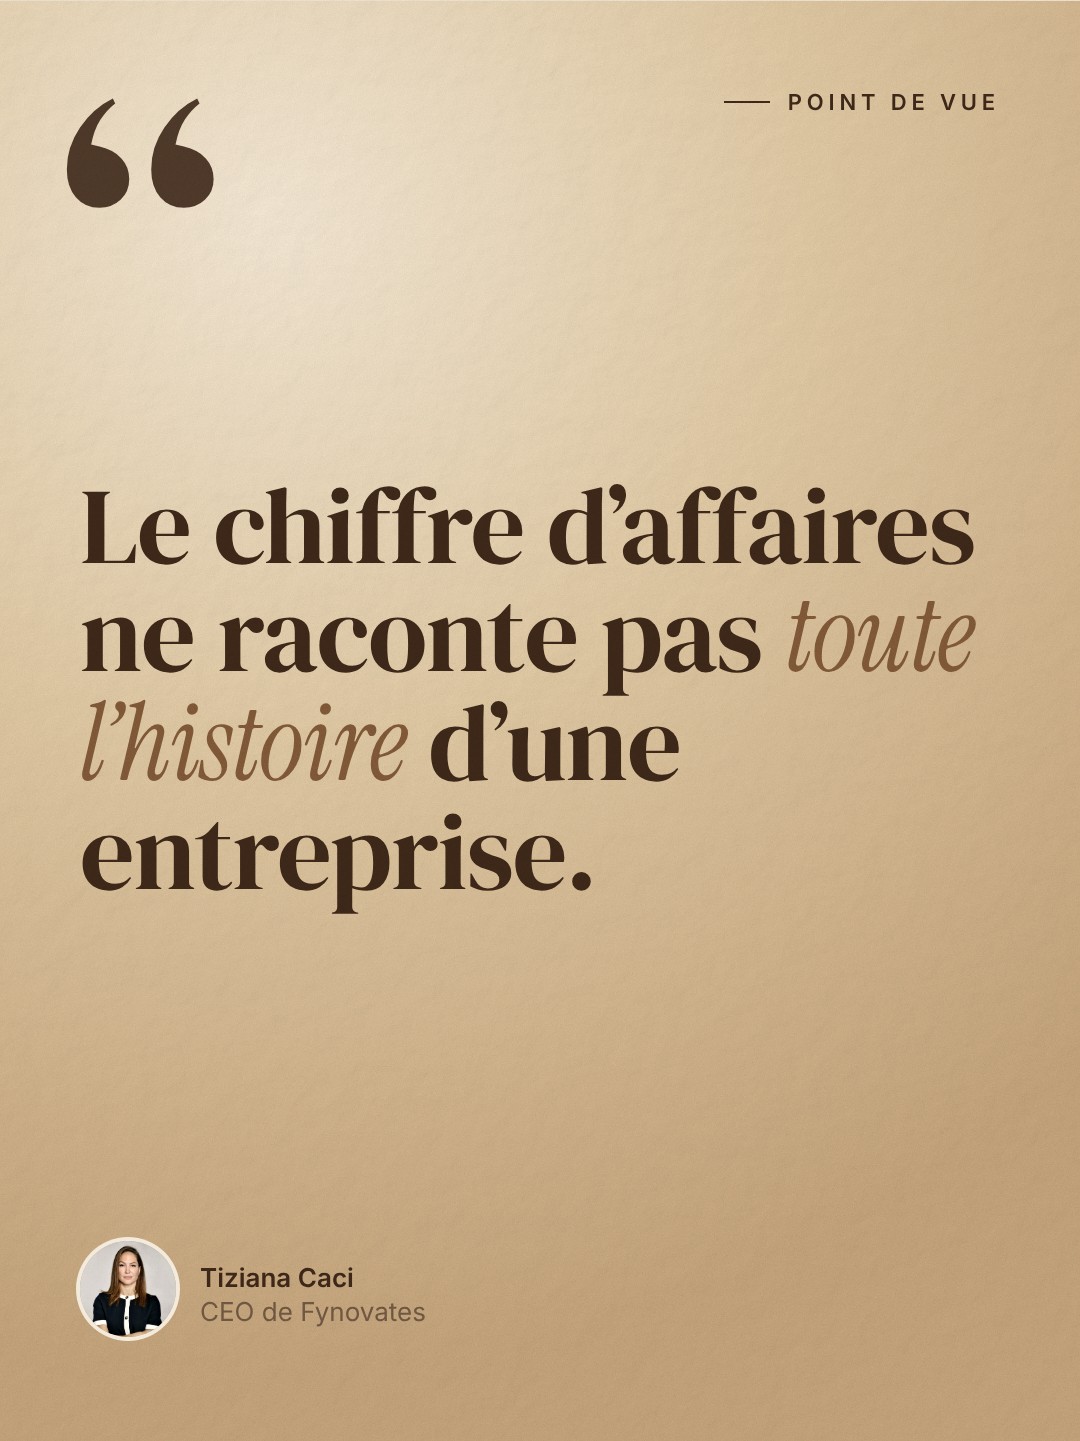 “
— POINT DE VUE
Le chiffre d’affaires
ne raconte pas toute
l’histoire d’une
entreprise.
Tiziana Caci
CEO de Fynovates